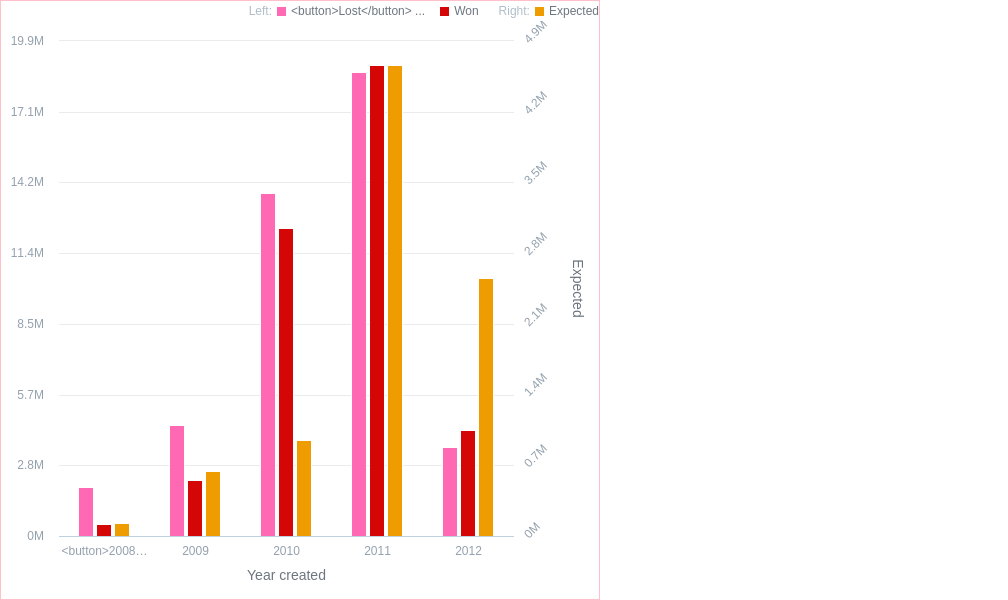 Left: <button>Lost</button> ... Won Right: Expected
19.9M
17.1M
14.2M
11.4M
8.5M
5.7M
2.8M
0M
4.9M
4.2M
3.5M
2.8M
2.1M
1.4M
0.7M
0M
Expected
<button>2008… 2009 2010 2011 2012
Year created